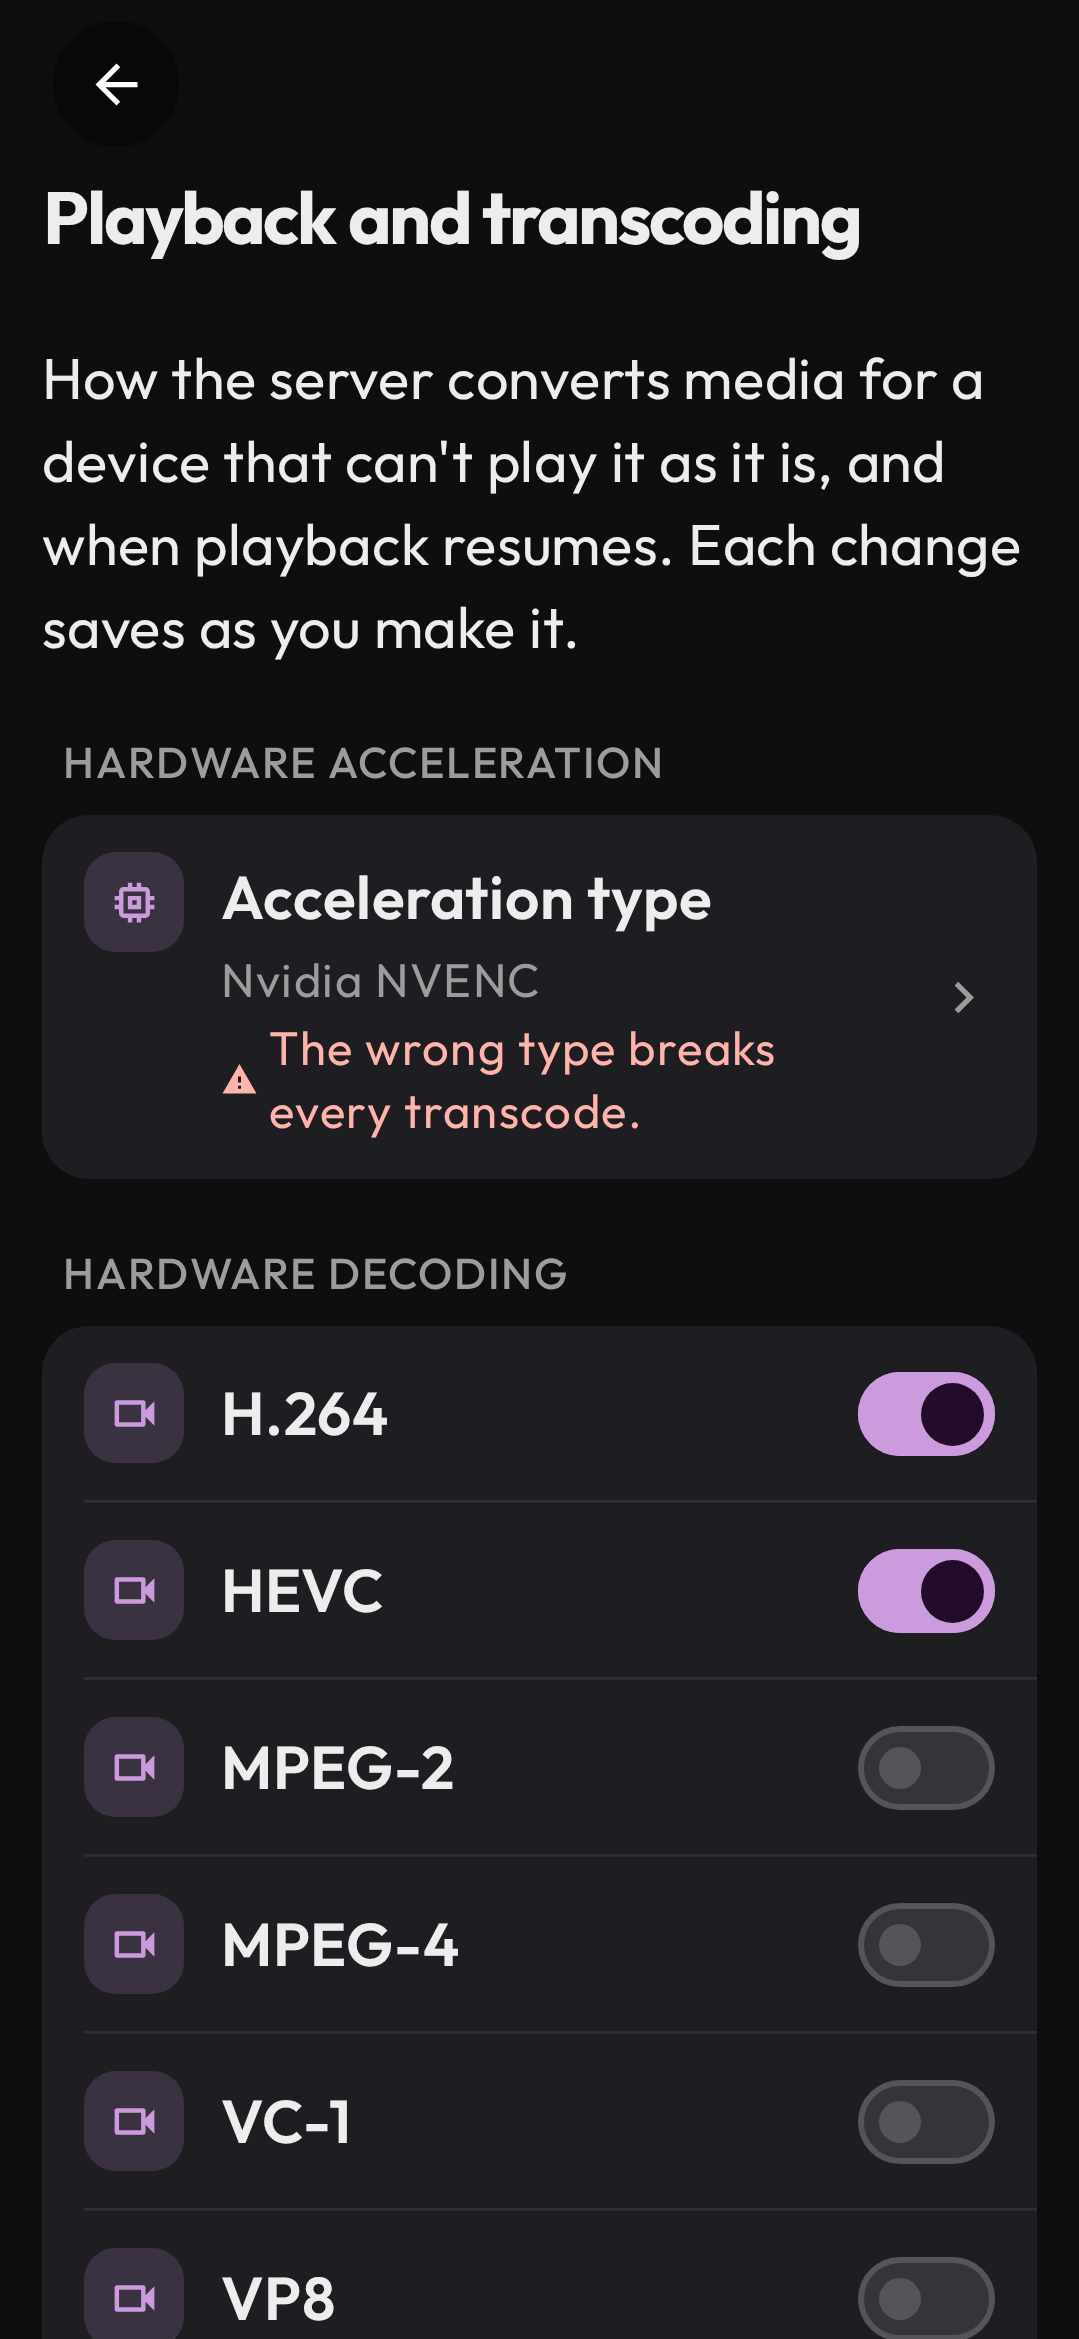 Playback and transcoding
How the server converts media for a
device that can't play it as it is, and
when playback resumes. Each change
saves as you make it.
HARDWARE ACCELERATION
Acceleration type
Nvidia NVENC
The wrong type breaks
every transcode.
HARDWARE DECODING
H.264
HEVC
MPEG-2
MPEG-4
VC-1
VP8